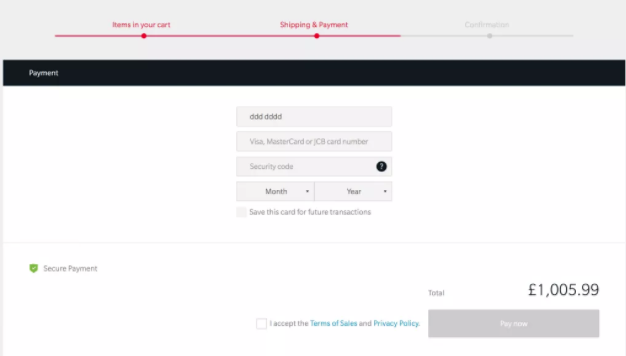 Items in your cart
Shipping & Payment
Confirmation
Payment
ddd dddd
Visa, MasterCard or JCB card number
Security code
?
Month
Year
Save this card for future transactions
Secure Payment
Total
£1,005.99
I accept the Terms of Sales and Privacy Policy.
Pay now